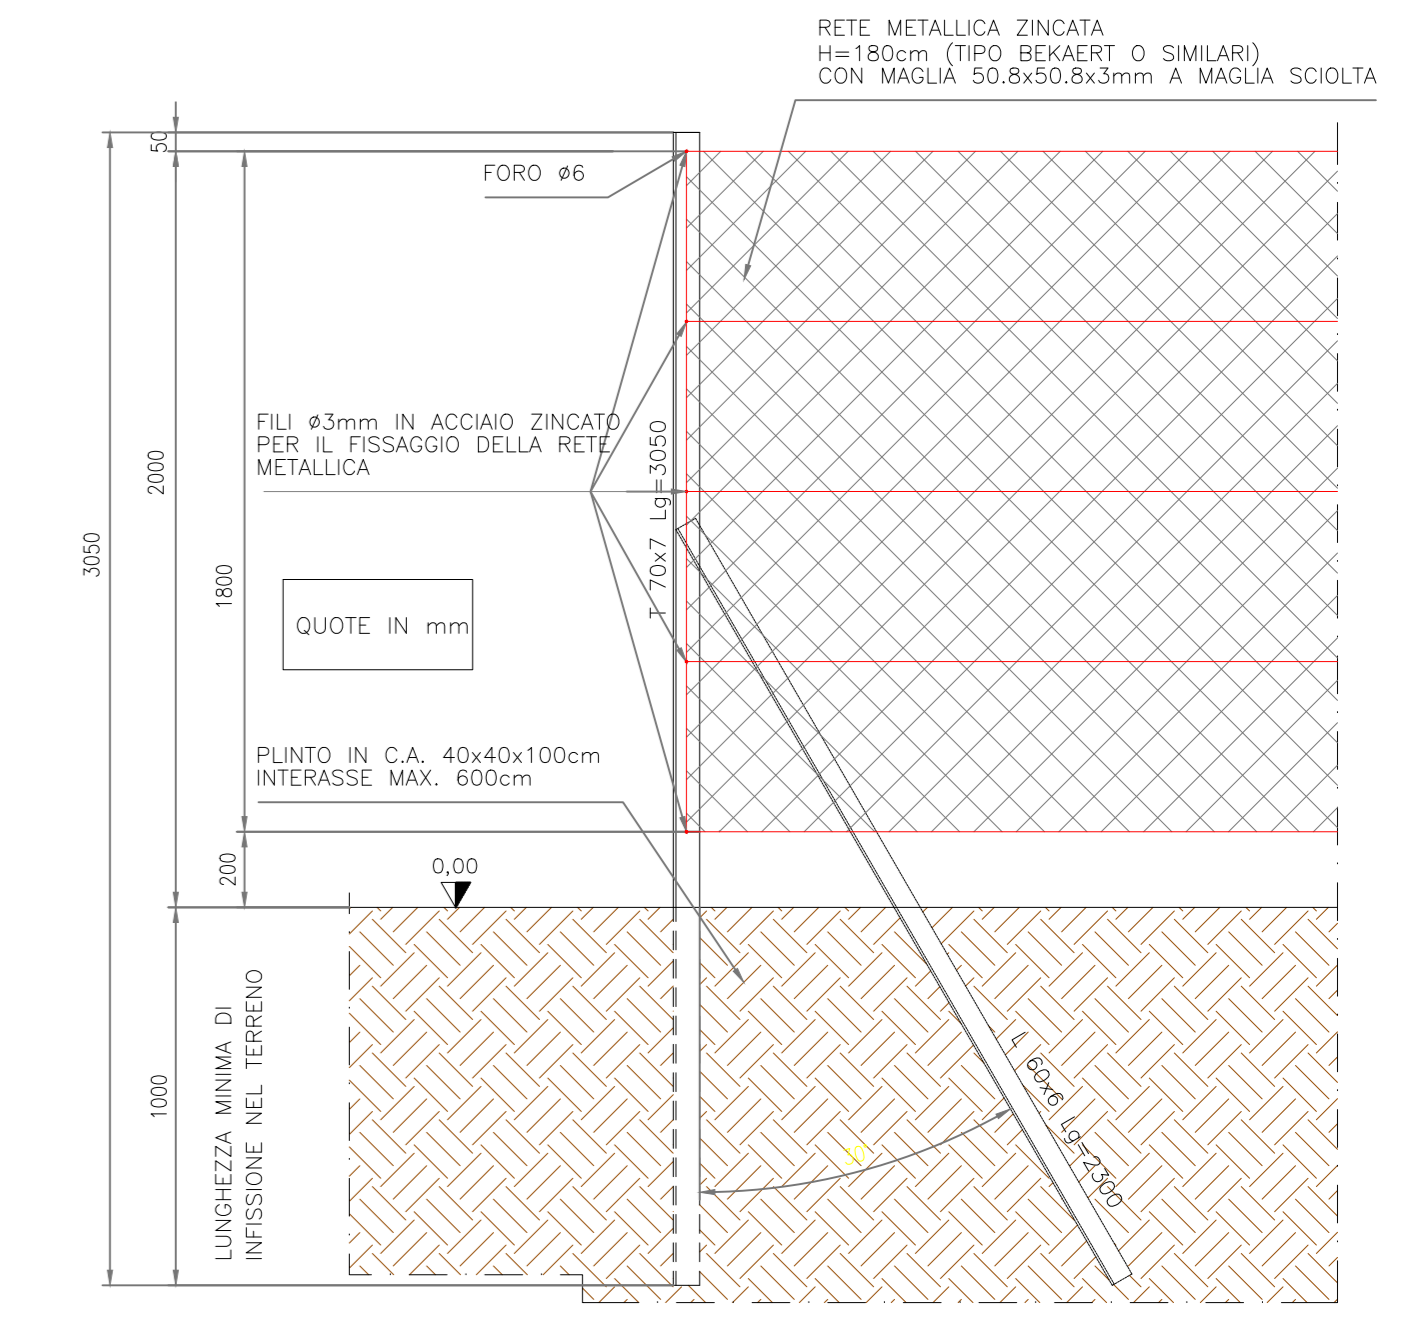 RETE METALLICA ZINCATA
H=180cm (TIPO BEKAERT O SIMILARI)
CON MAGLIA 50.8x50.8x3mm A MAGLIA SCIOLTA
50
FORO ø6
FILI ø3mm IN ACCIAIO ZINCATO
PER IL FISSAGGIO DELLA RETE
METALLICA
2000
3050
1800
T 70x7 Lg=3050
QUOTE IN mm
PLINTO IN C.A. 40x40x100cm
INTERASSE MAX. 600cm
200
0,00
1000
LUNGHEZZA MINIMA DI
INFISSIONE NEL TERRENO
L 60x6 Lg=2300
30°